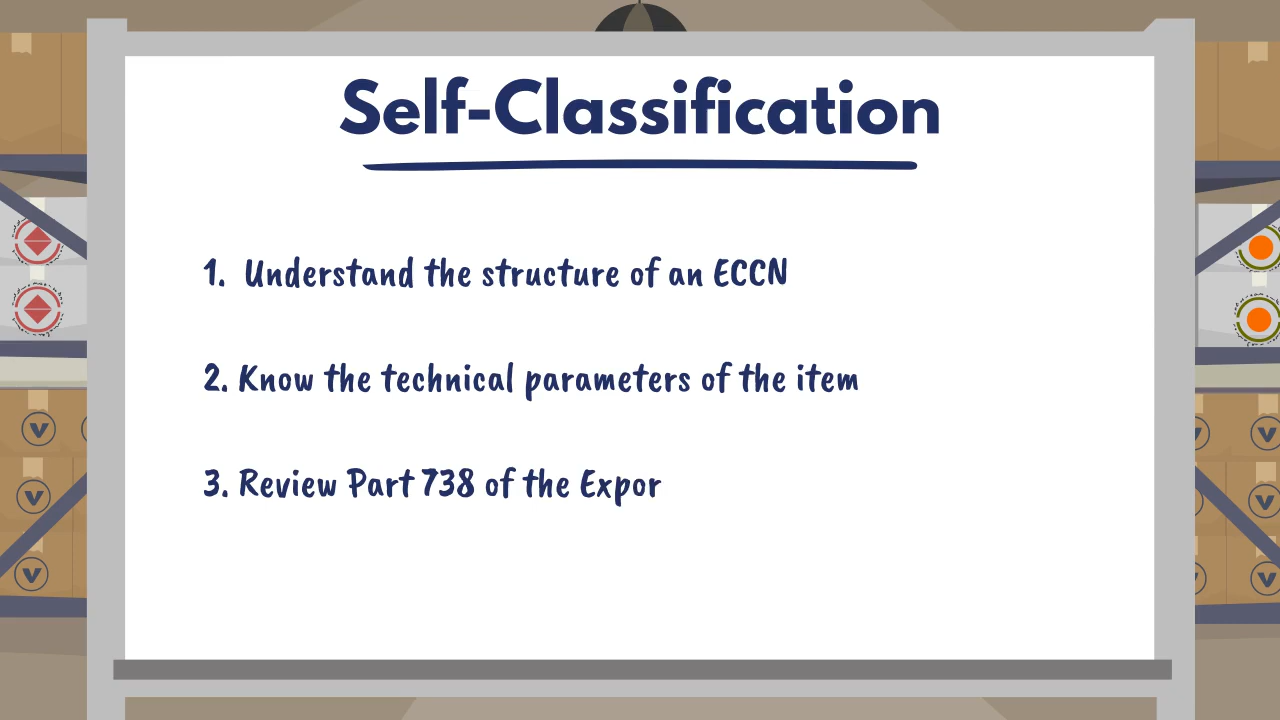 Self-Classification
1. Understand the structure of an ECCN
2. Know the technical parameters of the item
3. Review Part 738 of the Expor